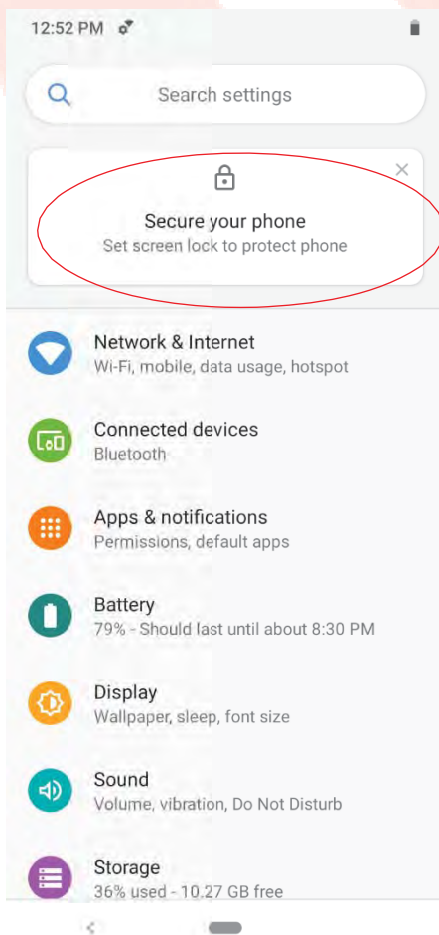 12:52 PM
Search settings
Secure your phone
Set screen lock to protect phone
Network & Internet
Wi-Fi, mobile, data usage, hotspot
Connected devices
Bluetooth
Apps & notifications
Permissions, default apps
Battery
79% - Should last until about 8:30 PM
Display
Wallpaper, sleep, font size
Sound
Volume, vibration, Do Not Disturb
Storage
36% used - 10.27 GB free